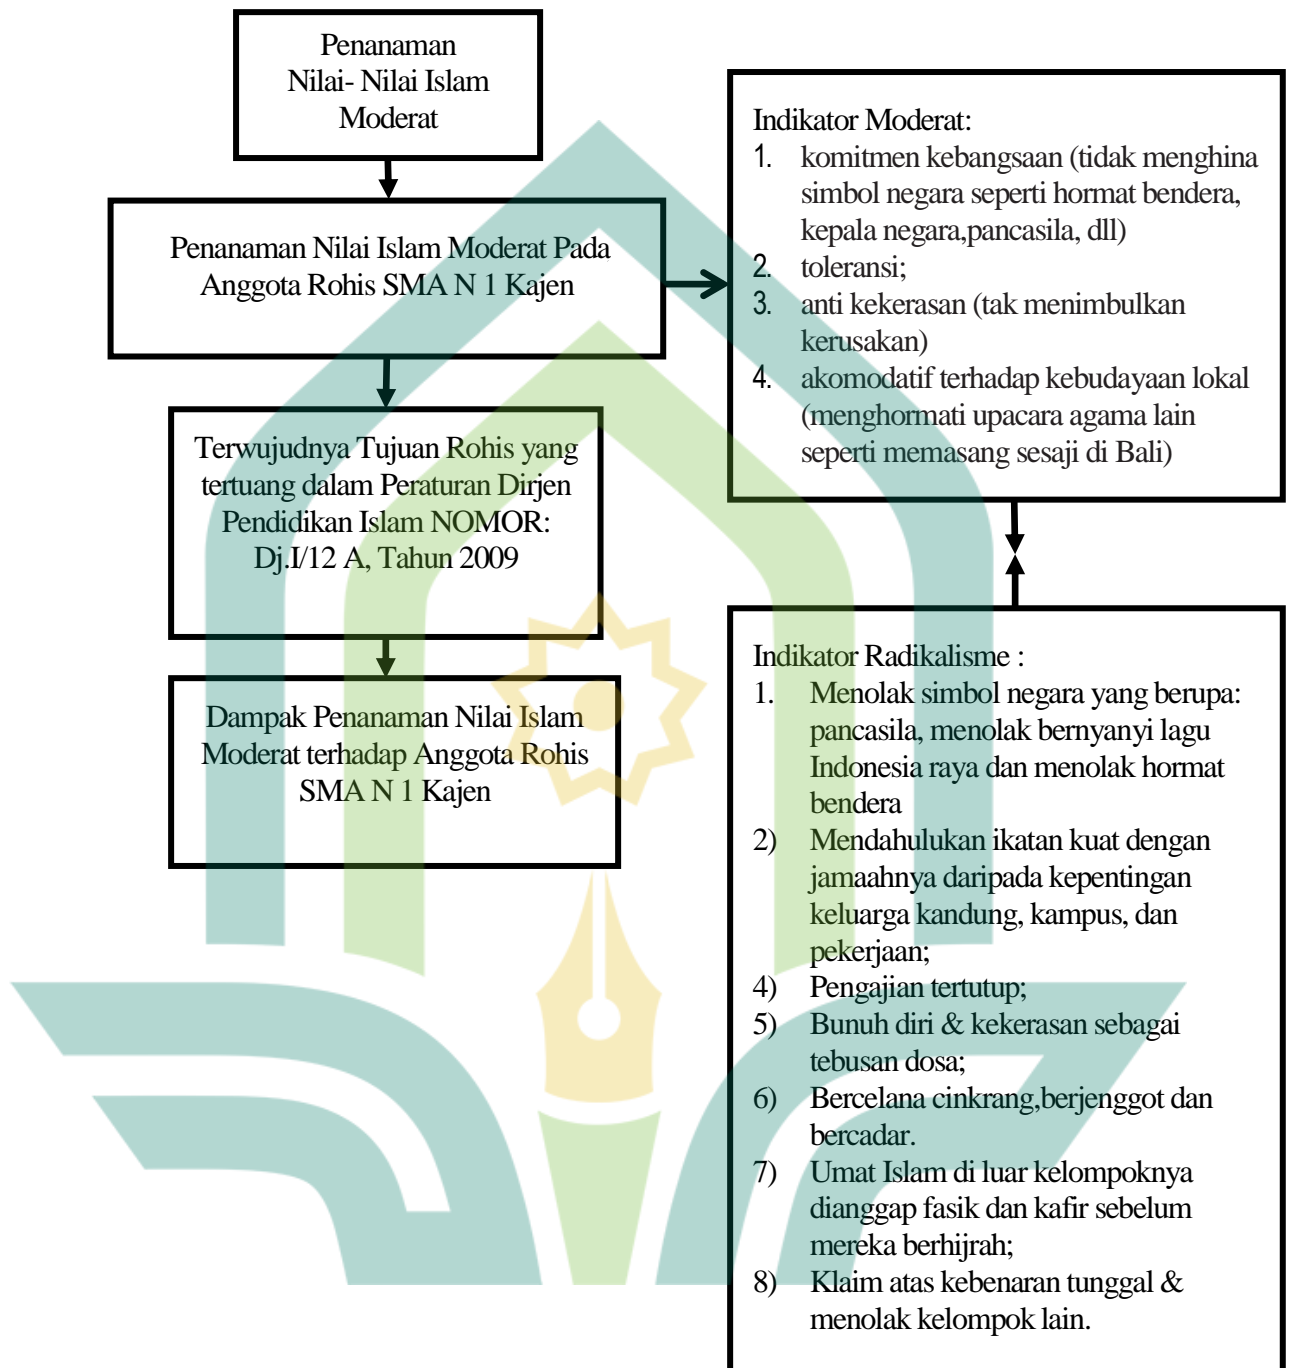 Penanaman
Nilai- Nilai Islam
Moderat
Penanaman Nilai Islam Moderat Pada
Anggota Rohis SMA N 1 Kajen
Terwujudnya Tujuan Rohis yang
tertuang dalam Peraturan Dirjen
Pendidikan Islam NOMOR:
Dj.I/12 A, Tahun 2009
Dampak Penanaman Nilai Islam
Moderat terhadap Anggota Rohis
SMA N 1 Kajen
Indikator Moderat:
1. komitmen kebangsaan (tidak menghina
simbol negara seperti hormat bendera,
kepala negara,pancasila, dll)
2. toleransi;
3. anti kekerasan (tak menimbulkan
kerusakan)
4. akomodatif terhadap kebudayaan lokal
(menghormati upacara agama lain
seperti memasang sesaji di Bali)
Indikator Radikalisme :
1. Menolak simbol negara yang berupa:
pancasila, menolak bernyanyi lagu
Indonesia raya dan menolak hormat
bendera
2) Mendahulukan ikatan kuat dengan
jamaahnya daripada kepentingan
keluarga kandung, kampus, dan
pekerjaan;
4) Pengajian tertutup;
5) Bunuh diri & kekerasan sebagai
tebusan dosa;
6) Bercelana cinkrang,berjenggot dan
bercadar.
7) Umat Islam di luar kelompoknya
dianggap fasik dan kafir sebelum
mereka berhijrah;
8) Klaim atas kebenaran tunggal &
menolak kelompok lain.